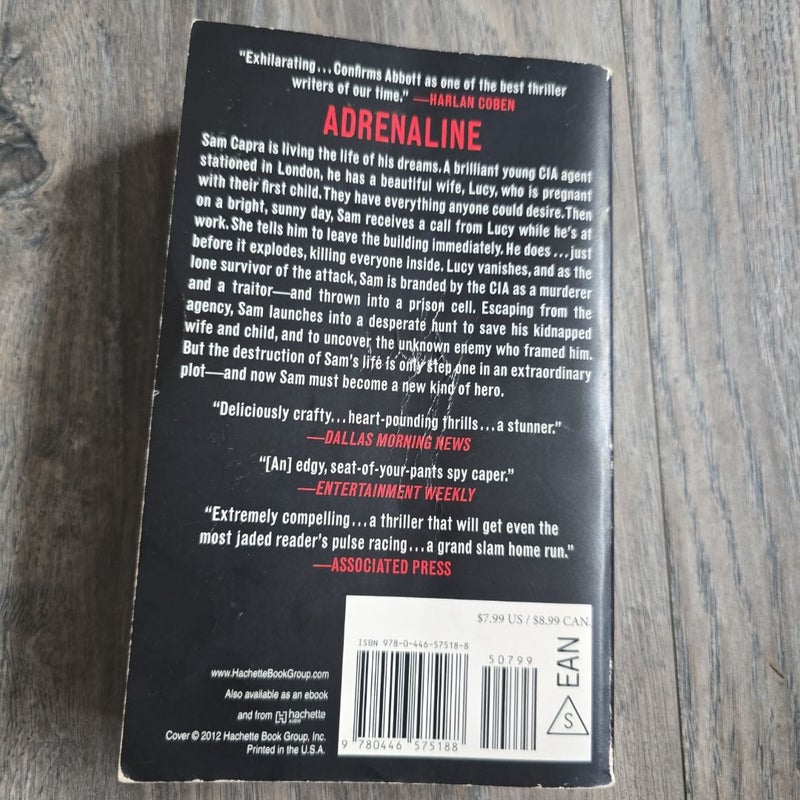 "Exhilarating...Confirms Abbott as one of the best thriller
writers of our time." —HARLAN COBEN
ADRENALINE
Sam Capra is living the life of his dreams. A brilliant young CIA agent
stationed in London, he has a beautiful wife, Lucy, who is pregnant
with their first child. They have everything anyone could desire. Then
on a bright, sunny day, Sam receives a call from Lucy while he's at
work. She tells him to leave the building immediately. He does...just
before it explodes, killing everyone inside. Lucy vanishes, and as the
lone survivor of the attack, Sam is branded by the CIA as a murderer
and a traitor—and thrown into a prison cell. Escaping from the
agency, Sam launches into a desperate hunt to save his kidnapped
wife and child, and to uncover the unknown enemy who framed him.
But the destruction of Sam's life is only step one in an extraordinary
plot—and now Sam must become a new kind of hero.
"Deliciously crafty...heart-pounding thrills...a stunner."
—DALLAS MORNING NEWS
"[An] edgy, seat-of-your-pants spy caper."
—ENTERTAINMENT WEEKLY
"Extremely compelling...a thriller that will get even the
most jaded reader's pulse racing...a grand slam home run."
—ASSOCIATED PRESS
$7.99 US / $8.99 CAN.
ISBN 978-0-446-57518-8
50799
EAN
S
9 780446 575188
www.HachetteBookGroup.com
Also available as an ebook
and from hachette
AUDIO
Cover © 2012 Hachette Book Group, Inc.
Printed in the U.S.A.